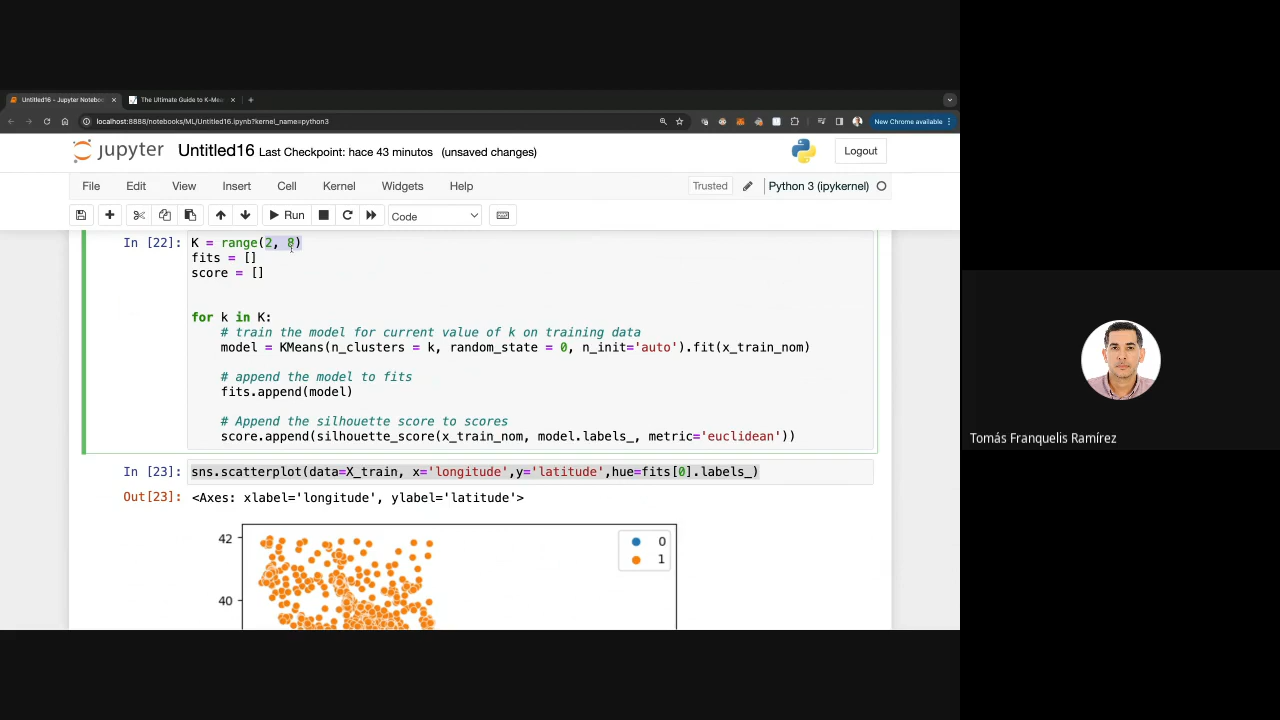 Untitled16 - Jupyter Notebook
The Ultimate Guide to K-Mea
localhost:8888/notebooks/ML/Untitled16.ipynb?kernel_name=python3
New Chrome available
jupyter Untitled16 Last Checkpoint: hace 43 minutos (unsaved changes)
Logout
File Edit View Insert Cell Kernel Widgets Help
Trusted
Python 3 (ipykernel)
Run
Code
In [22]: K = range(2, 8)
fits = []
score = []
for k in K:
# train the model for current value of k on training data
model = KMeans(n_clusters = k, random_state = 0, n_init='auto').fit(x_train_nom)
# append the model to fits
fits.append(model)
# Append the silhouette score to scores
score.append(silhouette_score(x_train_nom, model.labels_, metric='euclidean'))
In [23]: sns.scatterplot(data=X_train, x='longitude',y='latitude',hue=fits[0].labels_)
Out[23]: <Axes: xlabel='longitude', ylabel='latitude'>
42
0
1
40
Tomás Franquelis Ramírez